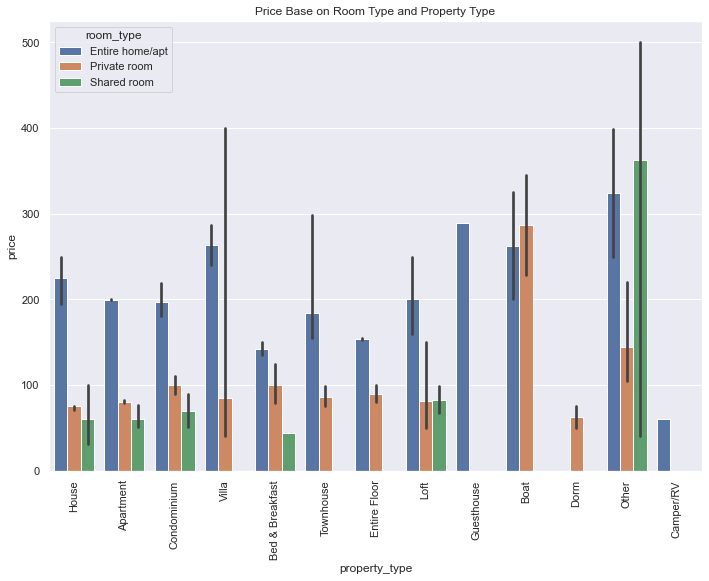 Price Base on Room Type and Property Type
room_type
Entire home/apt
Private room
Shared room
price
500
400
300
200
100
0
House
Apartment
Condominium
Villa
Bed & Breakfast
Townhouse
Entire Floor
Loft
Guesthouse
Boat
Dorm
Other
Camper/RV
property_type